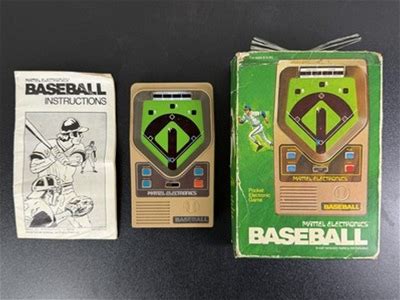 MATTEL ELECTRONICS
BASEBALL
INSTRUCTIONS
MATTEL ELECTRONICS
BASEBALL
MATTEL ELECTRONICS
BASEBALL
Pocket
Electronic
Game
MATTEL ELECTRONICS
BASEBALL